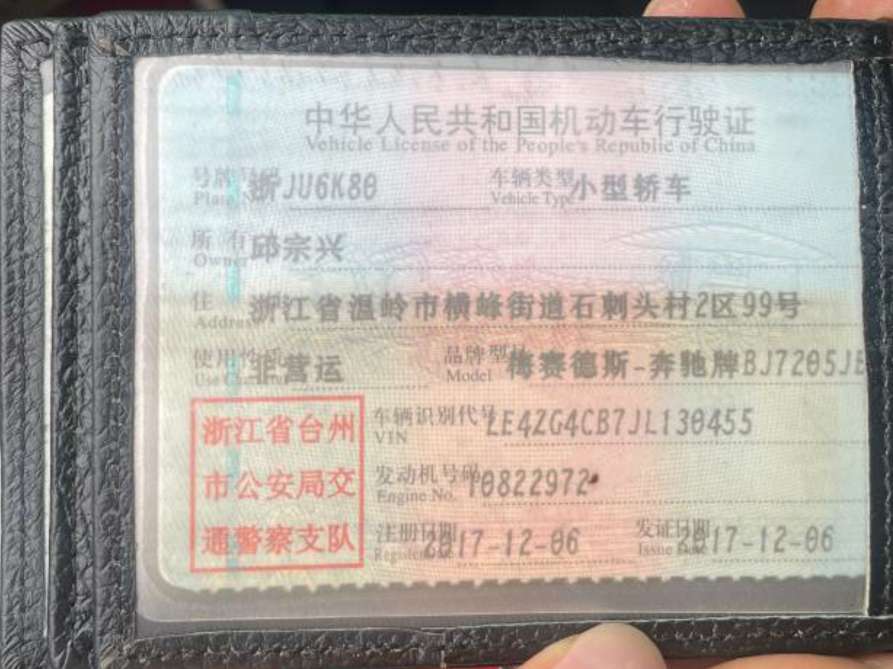 中华人民共和国机动车行驶证
Vehicle License of the People's Republic of China
号牌号码 浙JU6K80 车辆类型 小型轿车
Plate No. Vehicle Type
所有人 邱宗兴
Owner
住址 浙江省温岭市横峰街道石刺头村2区99号
Address
使用性质 非营运 品牌型号 梅赛德斯-奔驰牌BJ7205JE
Use Character Model
浙江省台州
市公安局交
通警察支队
车辆识别代号 LE4ZG4CB7JL130455
VIN
发动机号码 10822972
Engine No.
注册日期 2017-12-06 发证日期 2017-12-06
Register Date Issue Date